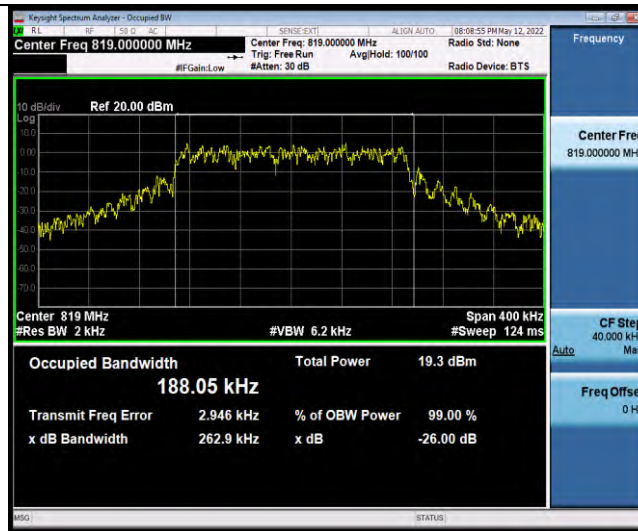 Keysight Spectrum Analyzer - Occupied BW
RL RF 50 Ω AC SENSE:EXT ALIGN AUTO 08:08:55 PM May 12, 2022
Center Freq 819.000000 MHz
Center Freq: 819.000000 MHz Radio Std: None
Trig: Free Run Avg|Hold: 100/100
#IFGain:Low #Atten: 30 dB Radio Device: BTS
Frequency
10 dB/div Ref 20.00 dBm
Log
10.0
0.00
-10.0
-20.0
-30.0
-40.0
-50.0
-60.0
-70.0
Center 819 MHz Span 400 kHz
#Res BW 2 kHz #VBW 6.2 kHz #Sweep 124 ms
Center Fre
819.000000 MH
CF Step
40.000 kH
Auto Ma
Freq Offse
0 H
Occupied Bandwidth Total Power 19.3 dBm
188.05 kHz
Transmit Freq Error 2.946 kHz % of OBW Power 99.00 %
x dB Bandwidth 262.9 kHz x dB -26.00 dB
MSG STATUS